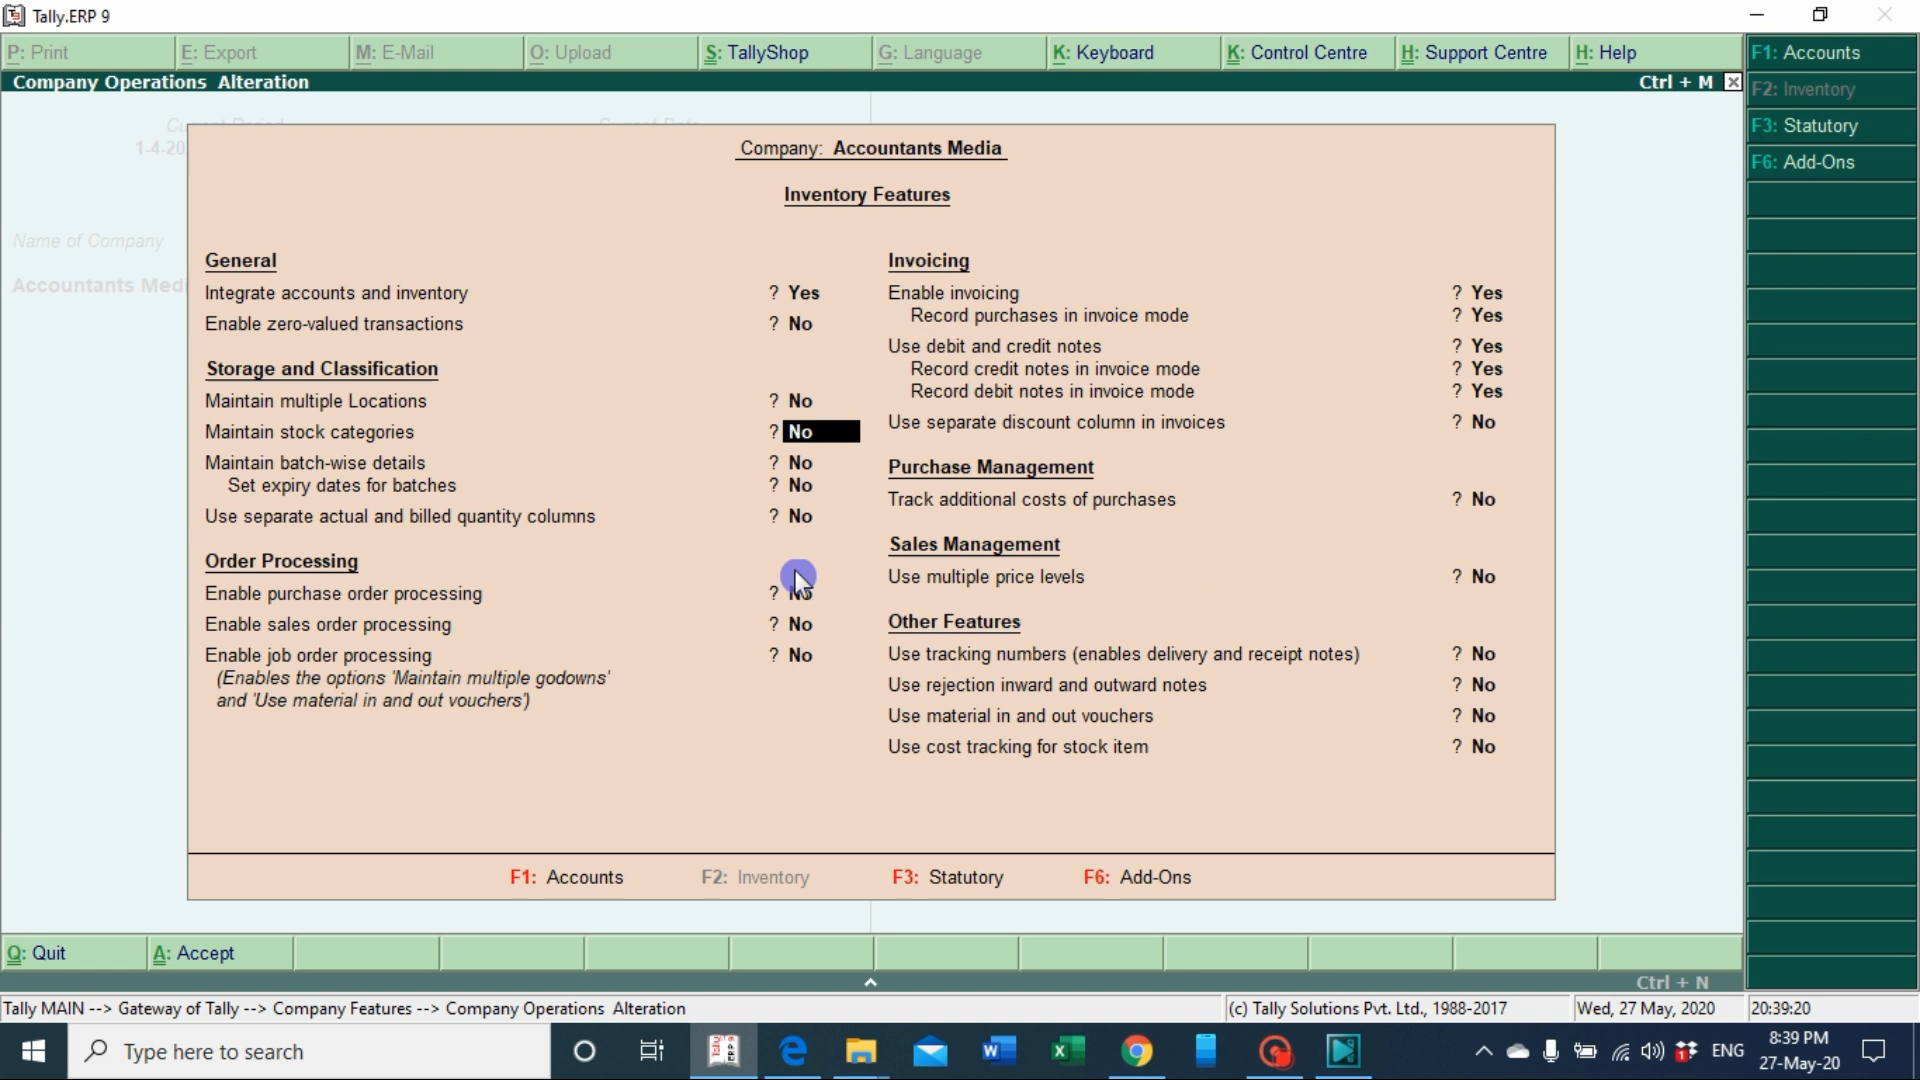 Tally.ERP 9
P: Print
E: Export
M: E-Mail
O: Upload
S: TallyShop
G: Language
K: Keyboard
K: Control Centre
H: Support Centre
H: Help
Company Operations Alteration
Ctrl + M
F1: Accounts
F2: Inventory
F3: Statutory
F6: Add-Ons
Current Period
Current Date
1-4-20
Name of Company
Accountants Medi
Company: Accountants Media
Inventory Features
General
Integrate accounts and inventory ? Yes
Enable zero-valued transactions ? No
Storage and Classification
Maintain multiple Locations ? No
Maintain stock categories ? No
Maintain batch-wise details ? No
Set expiry dates for batches ? No
Use separate actual and billed quantity columns ? No
Order Processing
Enable purchase order processing ? No
Enable sales order processing ? No
Enable job order processing ? No
(Enables the options 'Maintain multiple godowns'
and 'Use material in and out vouchers')
Invoicing
Enable invoicing ? Yes
Record purchases in invoice mode ? Yes
Use debit and credit notes ? Yes
Record credit notes in invoice mode ? Yes
Record debit notes in invoice mode ? Yes
Use separate discount column in invoices ? No
Purchase Management
Track additional costs of purchases ? No
Sales Management
Use multiple price levels ? No
Other Features
Use tracking numbers (enables delivery and receipt notes) ? No
Use rejection inward and outward notes ? No
Use material in and out vouchers ? No
Use cost tracking for stock item ? No
F1: Accounts
F2: Inventory
F3: Statutory
F6: Add-Ons
Q: Quit
A: Accept
Ctrl + N
Tally MAIN --> Gateway of Tally --> Company Features --> Company Operations Alteration
(c) Tally Solutions Pvt. Ltd., 1988-2017
Wed, 27 May, 2020
20:39:20
Type here to search
ENG
8:39 PM
27-May-20